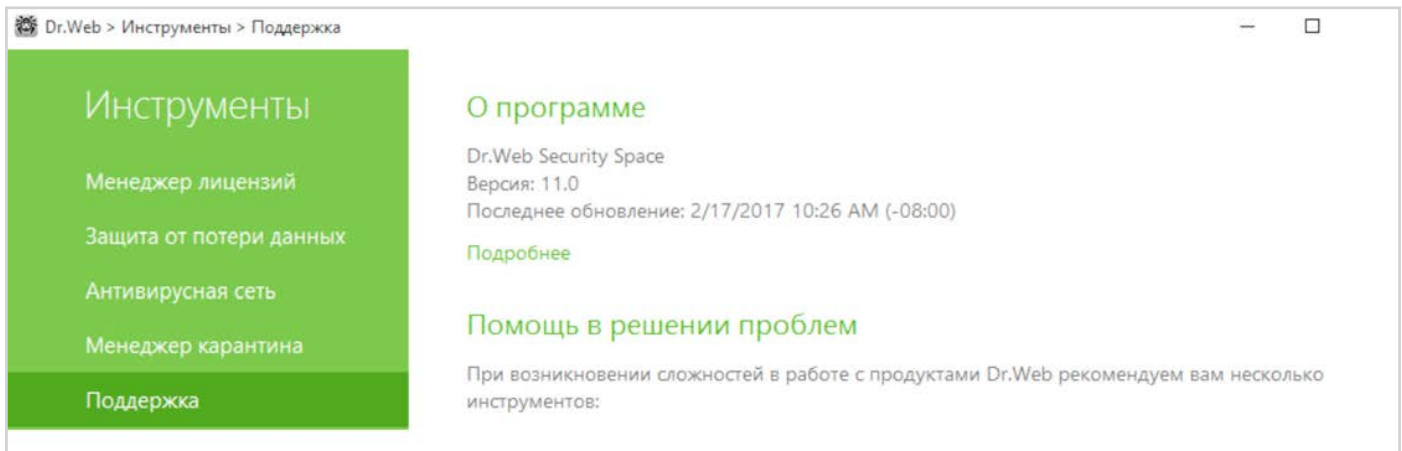 Dr.Web > Инструменты > Поддержка
Инструменты
Менеджер лицензий
Защита от потери данных
Антивирусная сеть
Менеджер карантина
Поддержка
О программе
Dr.Web Security Space
Версия: 11.0
Последнее обновление: 2/17/2017 10:26 AM (-08:00)
Подробнее
Помощь в решении проблем
При возникновении сложностей в работе с продуктами Dr.Web рекомендуем вам несколько
инструментов: